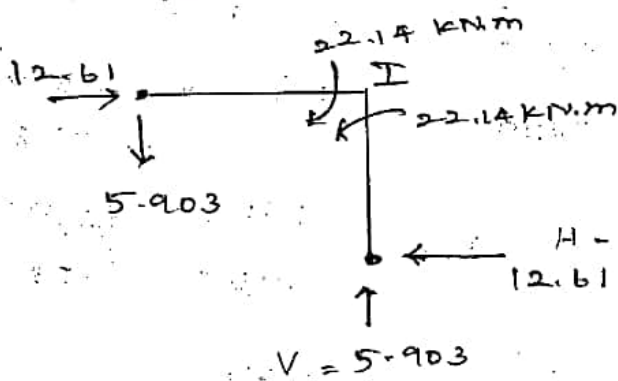 22.14 KN.m
12.61
I
22.14 KN.m
5.903
H -
12.61
V = 5.903